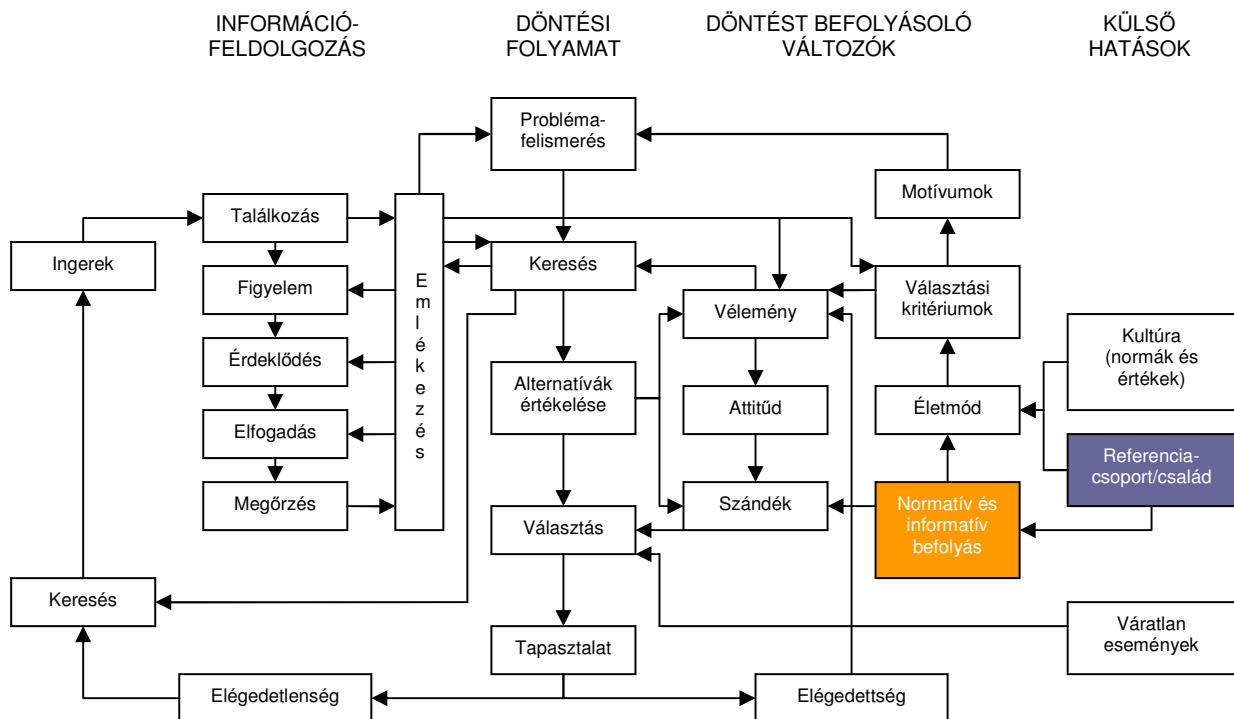 INFORMÁCIÓ-
FELDOLGOZÁS
DÖNTÉSI
FOLYAMAT
DÖNTÉST BEFOLYÁSOLÓ
VÁLTOZÓK
KÜLSŐ
HATÁSOK
Probléma-
felismerés
Motívumok
Találkozás
Ingerek
Figyelem
Érdeklődés
Elfogadás
Megőrzés
E
m
l
é
k
e
z
é
s
Keresés
Vélemény
Választási
kritériumok
Kultúra
(normák és
értékek)
Alternatívák
értékelése
Attitűd
Életmód
Referencia-
csoport/család
Választás
Szándék
Normatív és
informatív
befolyás
Keresés
Tapasztalat
Váratlan
események
Elégedetlenség
Elégedettség